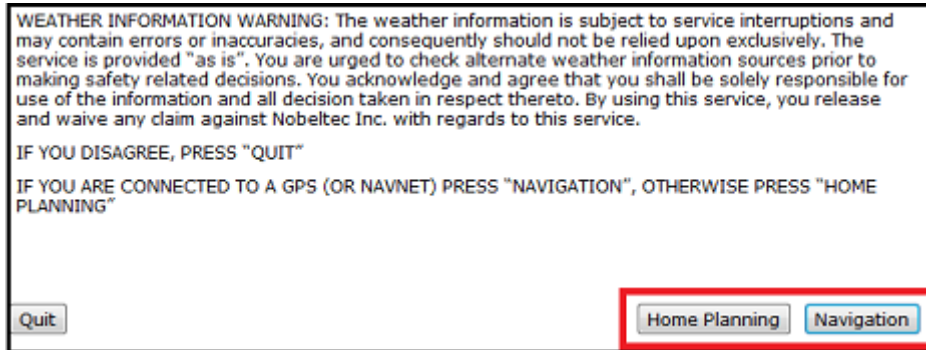 WEATHER INFORMATION WARNING: The weather information is subject to service interruptions and
may contain errors or inaccuracies, and consequently should not be relied upon exclusively. The
service is provided "as is". You are urged to check alternate weather information sources prior to
making safety related decisions. You acknowledge and agree that you shall be solely responsible for
use of the information and all decision taken in respect thereto. By using this service, you release
and waive any claim against Nobeltec Inc. with regards to this service.
IF YOU DISAGREE, PRESS "QUIT"
IF YOU ARE CONNECTED TO A GPS (OR NAVNET) PRESS "NAVIGATION", OTHERWISE PRESS "HOME
PLANNING"
Quit Home Planning Navigation